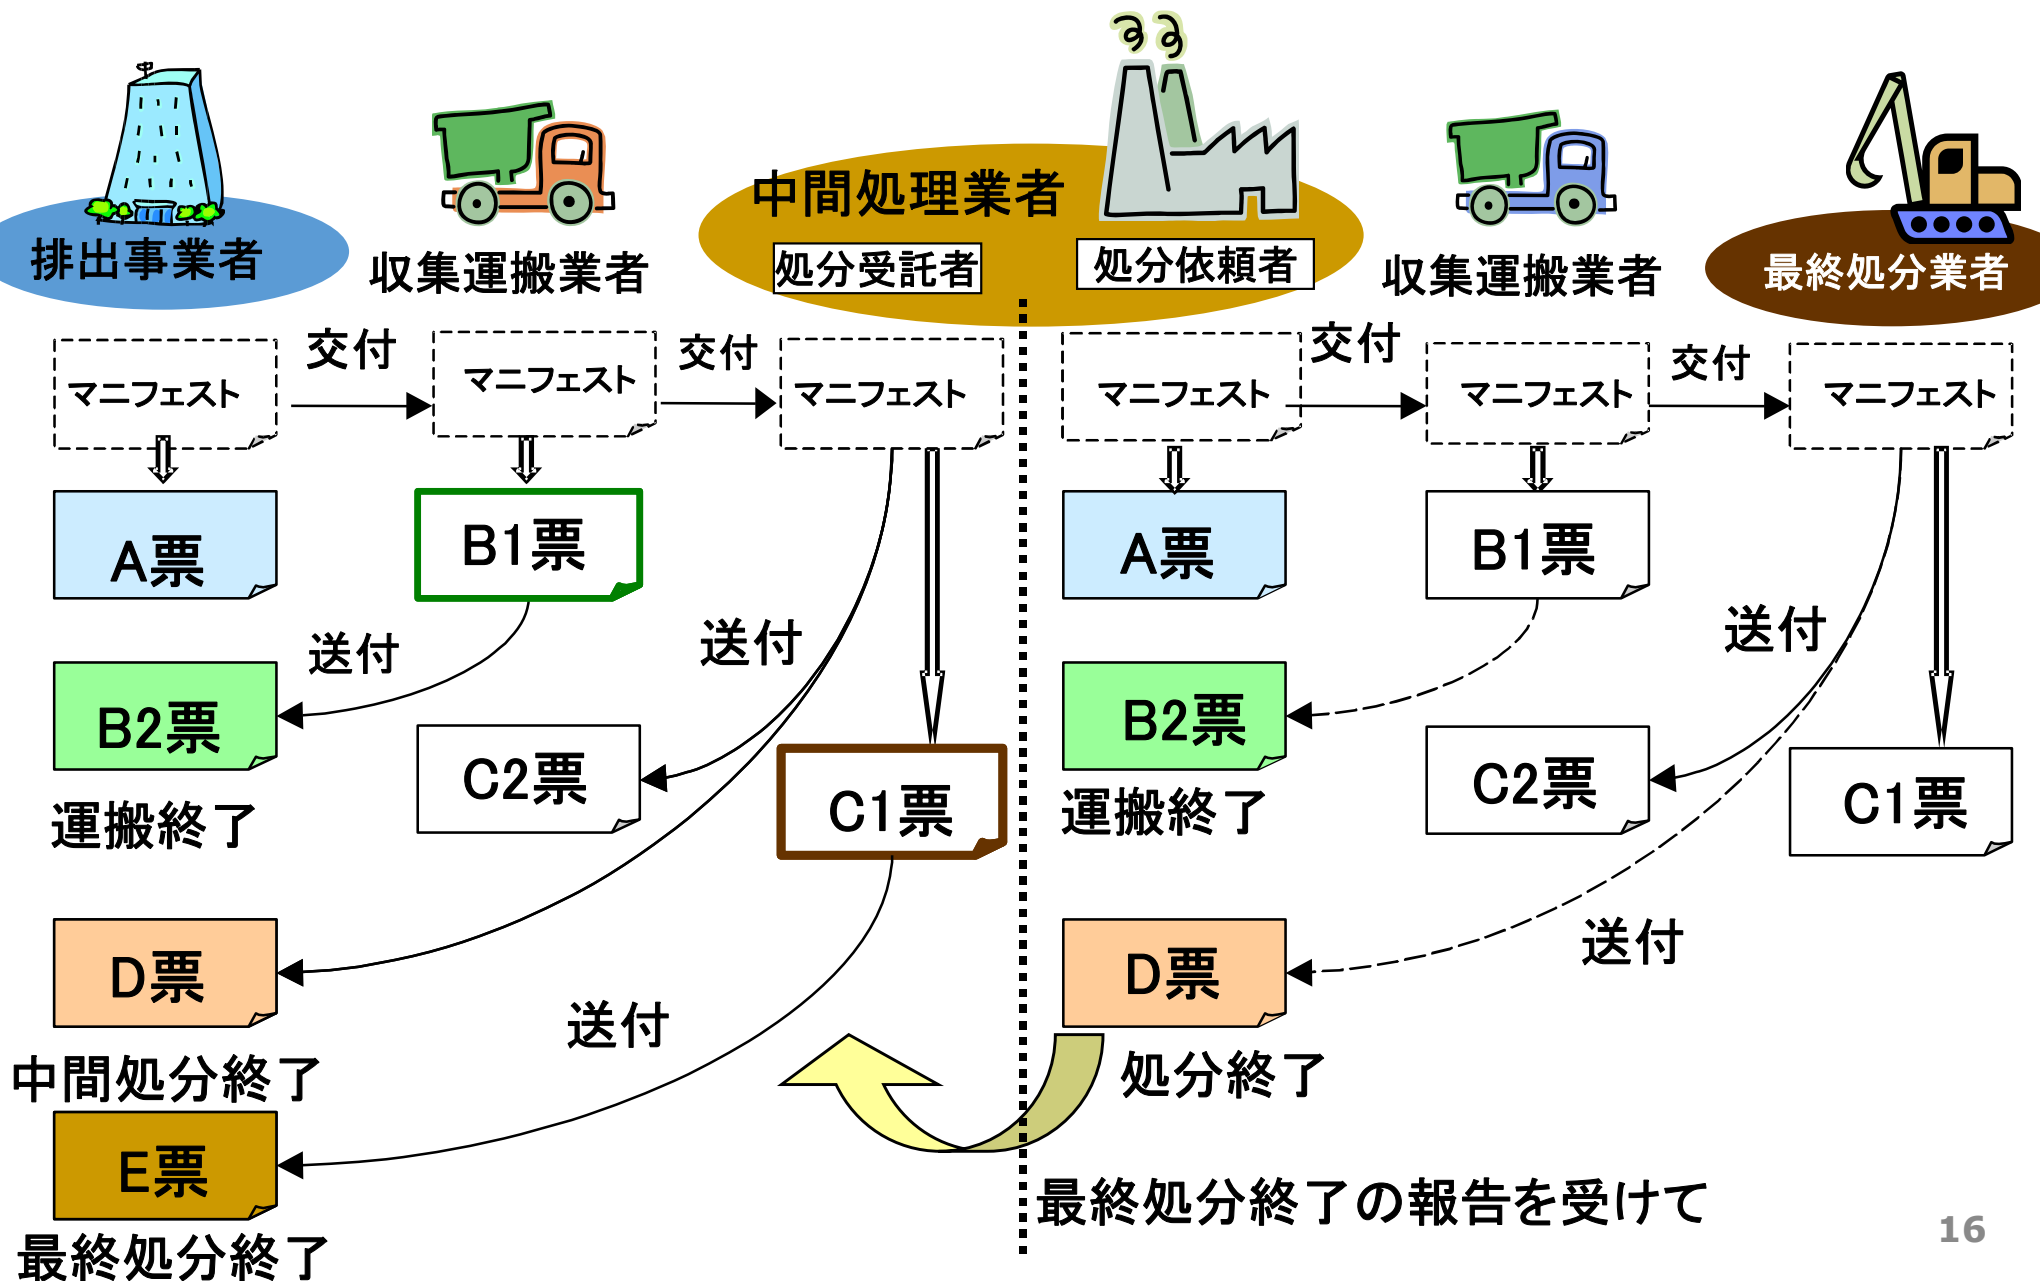 中間処理業者
排出事業者
収集運搬業者
処分受託者
処分依頼者
収集運搬業者
最終処分業者
マニフェスト
交付
マニフェスト
交付
マニフェスト
マニフェスト
交付
マニフェスト
交付
マニフェスト
A票
B1票
A票
B1票
送付
送付
送付
B2票
C2票
C1票
B2票
C2票
C1票
運搬終了
運搬終了
D票
送付
D票
送付
中間処分終了
処分終了
E票
最終処分終了の報告を受けて
最終処分終了
16